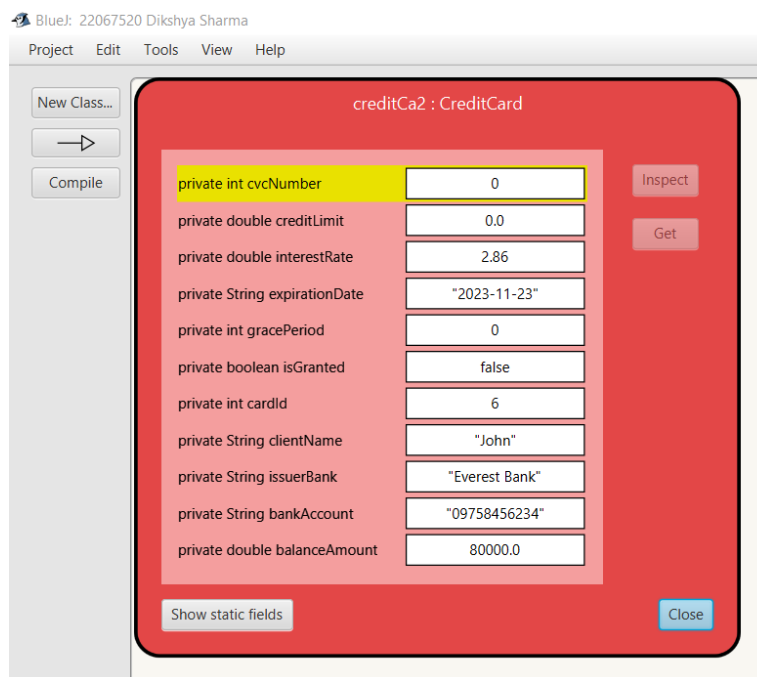 BlueJ: 22067520 Dikshya Sharma
Project Edit Tools View Help
New Class...
Compile
creditCa2 : CreditCard
private int cvcNumber 0
private double creditLimit 0.0
private double interestRate 2.86
private String expirationDate "2023-11-23"
private int gracePeriod 0
private boolean isGranted false
private int cardId 6
private String clientName "John"
private String issuerBank "Everest Bank"
private String bankAccount "09758456234"
private double balanceAmount 80000.0
Inspect
Get
Show static fields
Close